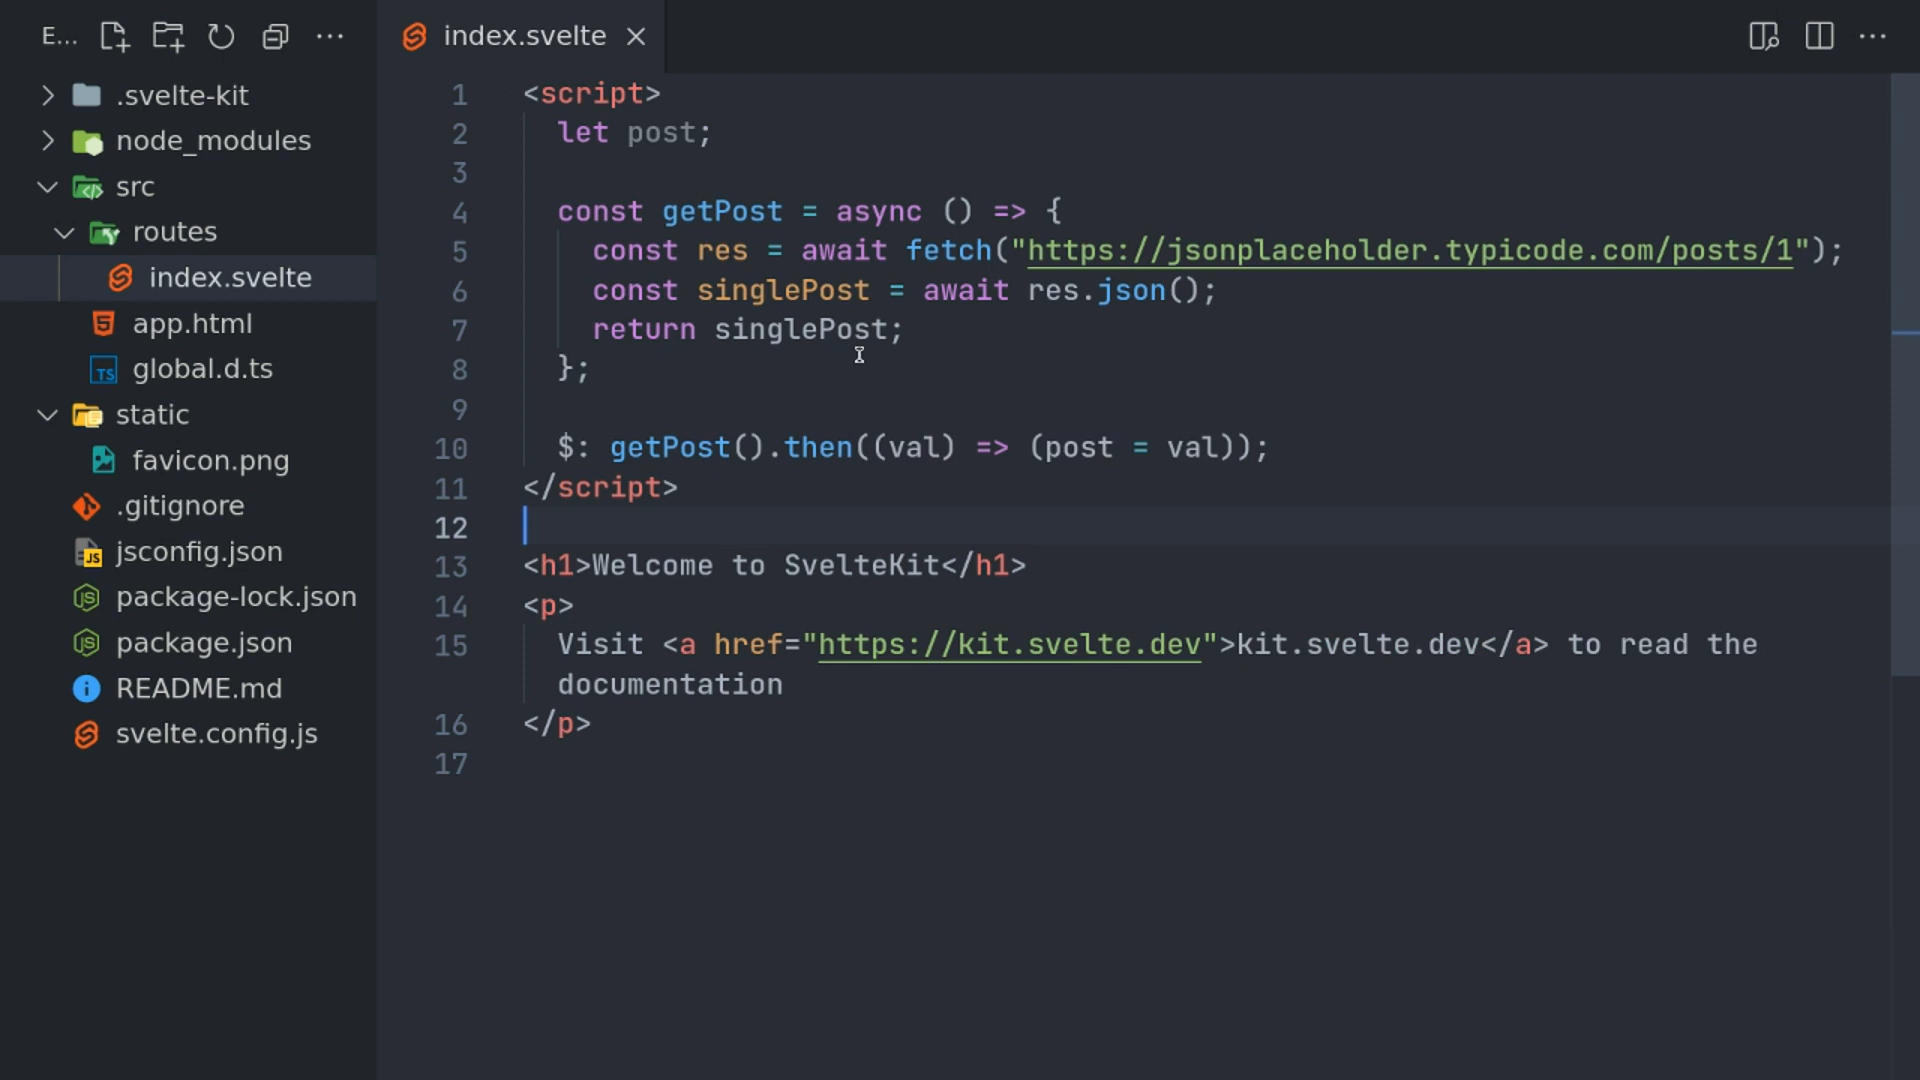 E...
.svelte-kit
node_modules
src
routes
index.svelte
app.html
TS global.d.ts
static
favicon.png
.gitignore
JS jsconfig.json
package-lock.json
package.json
README.md
svelte.config.js
index.svelte
1 <script>
2 let post;
3
4 const getPost = async () => {
5 const res = await fetch("https://jsonplaceholder.typicode.com/posts/1");
6 const singlePost = await res.json();
7 return singlePost;
8 };
9
10 $: getPost().then((val) => (post = val));
11 </script>
12
13 <h1>Welcome to SvelteKit</h1>
14 <p>
15 Visit <a href="https://kit.svelte.dev">kit.svelte.dev</a> to read the
documentation
16 </p>
17